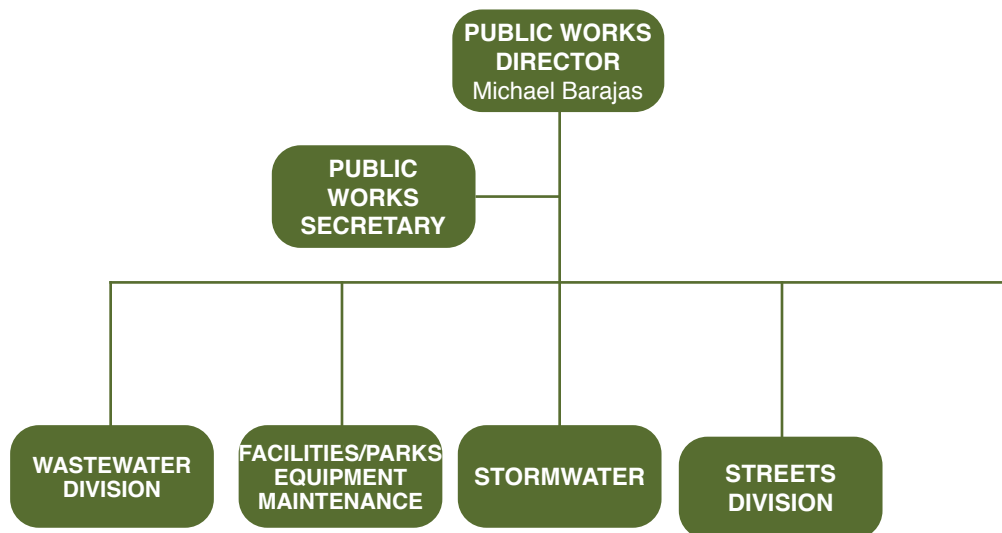 PUBLIC WORKS
DIRECTOR
Michael Barajas
PUBLIC
WORKS
SECRETARY
WASTEWATER
DIVISION
FACILITIES/PARKS
EQUIPMENT
MAINTENANCE
STORMWATER
STREETS
DIVISION